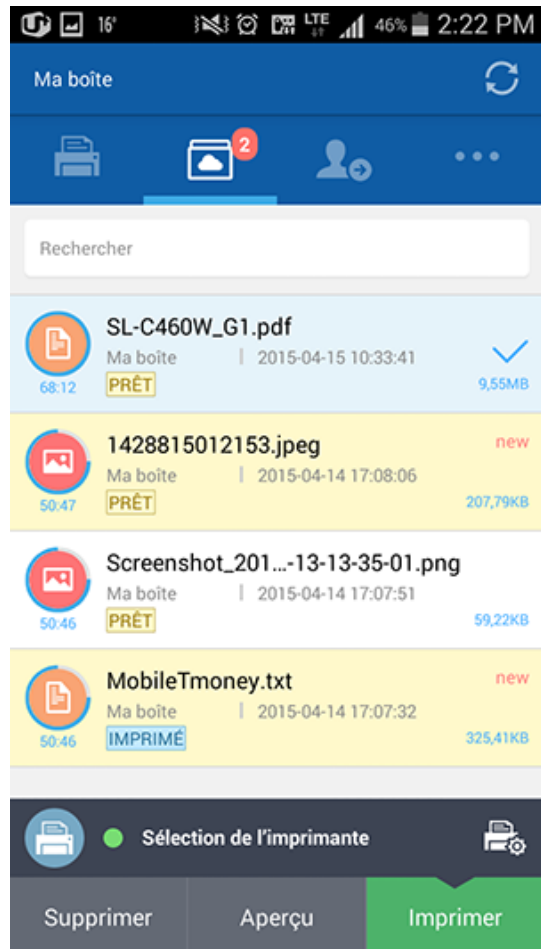 16°
LTE
46%
2:22 PM
Ma boîte
2
Rechercher
SL-C460W_G1.pdf
Ma boîte | 2015-04-15 10:33:41
68:12
PRÊT
9,55MB
1428815012153.jpeg
new
Ma boîte | 2015-04-14 17:08:06
50:47
PRÊT
207,79KB
Screenshot_201...-13-13-35-01.png
Ma boîte | 2015-04-14 17:07:51
50:46
PRÊT
59,22KB
MobileTmoney.txt
new
Ma boîte | 2015-04-14 17:07:32
50:46
IMPRIMÉ
325,41KB
Sélection de l'imprimante
Supprimer
Aperçu
Imprimer